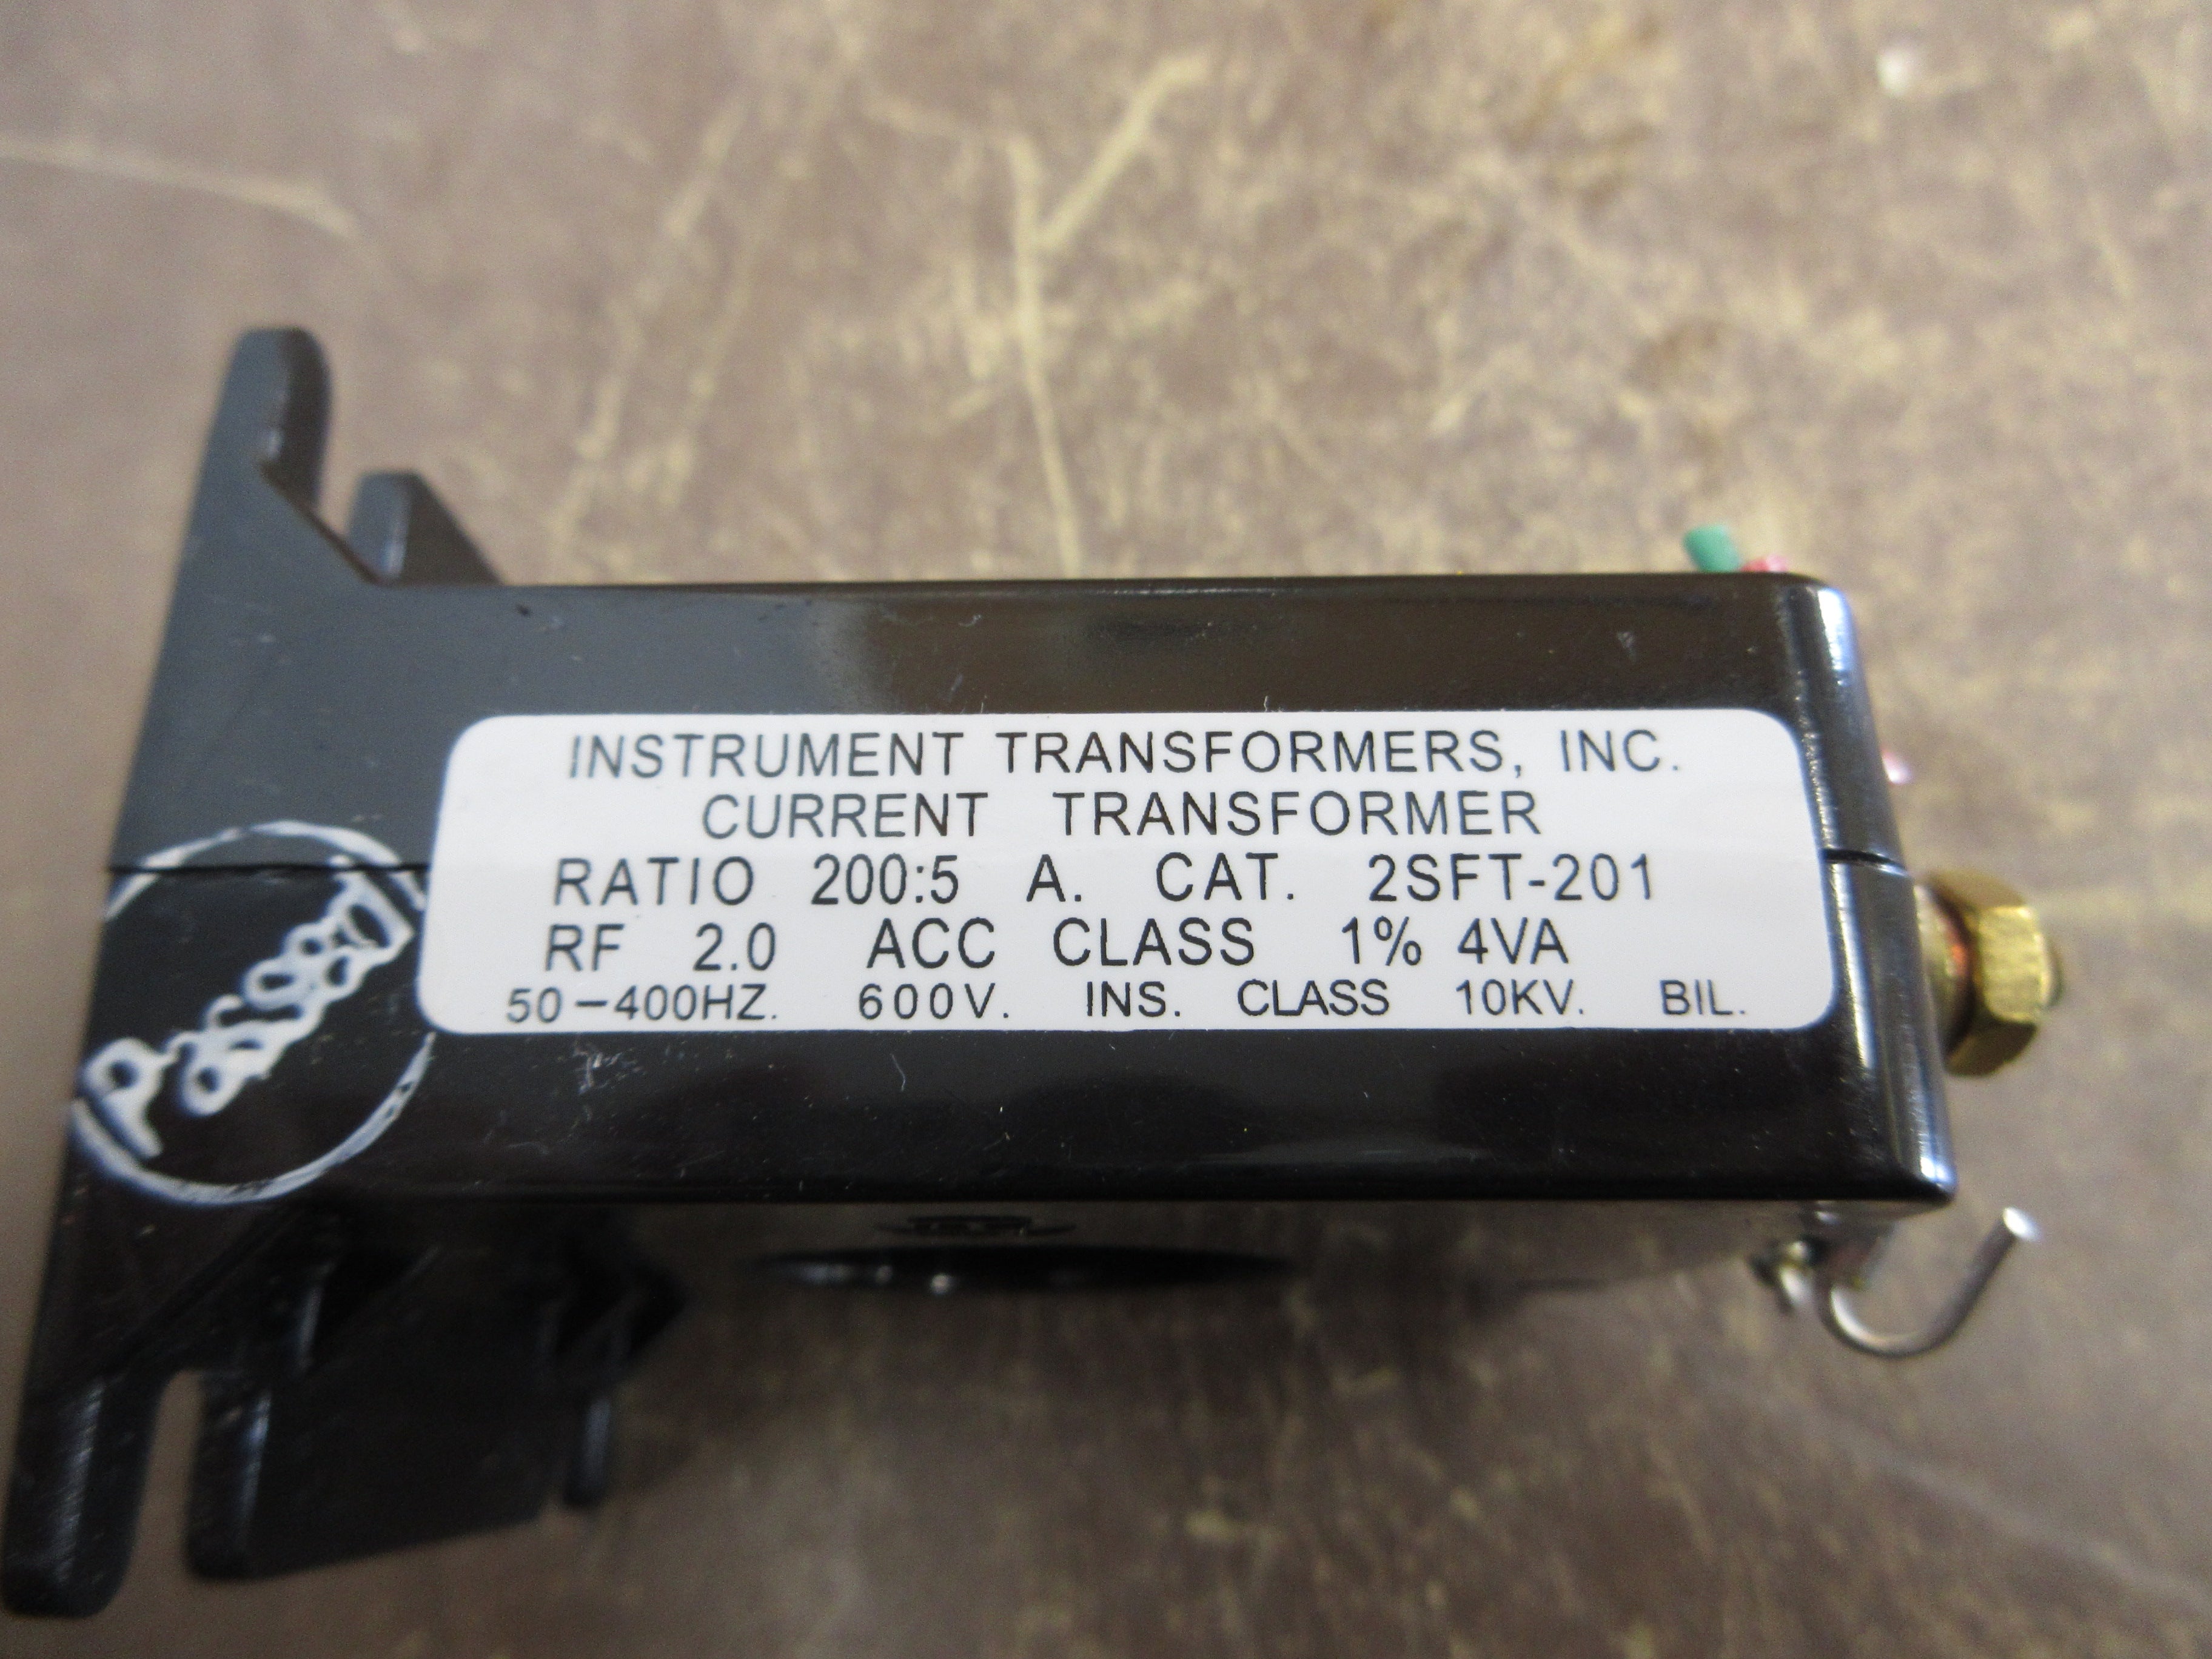 INSTRUMENT TRANSFORMERS, INC.
CURRENT TRANSFORMER
RATIO 200:5 A. CAT. 2SFT-201
RF 2.0 ACC CLASS 1% 4VA
50-400HZ. 600V. INS. CLASS 10KV. BIL.
Passed